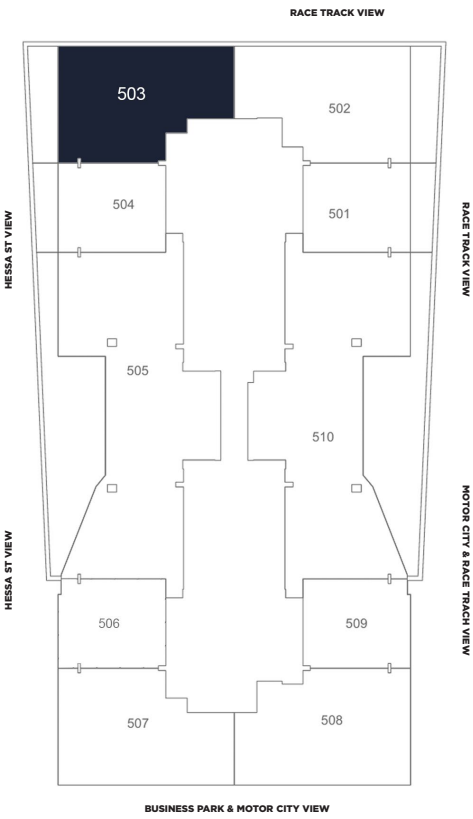 RACE TRACK VIEW
503
502
504
501
HESSA ST VIEW
RACE TRACK VIEW
505
510
HESSA ST VIEW
MOTOR CITY & RACE TRACH VIEW
506
509
507
508
BUSINESS PARK & MOTOR CITY VIEW